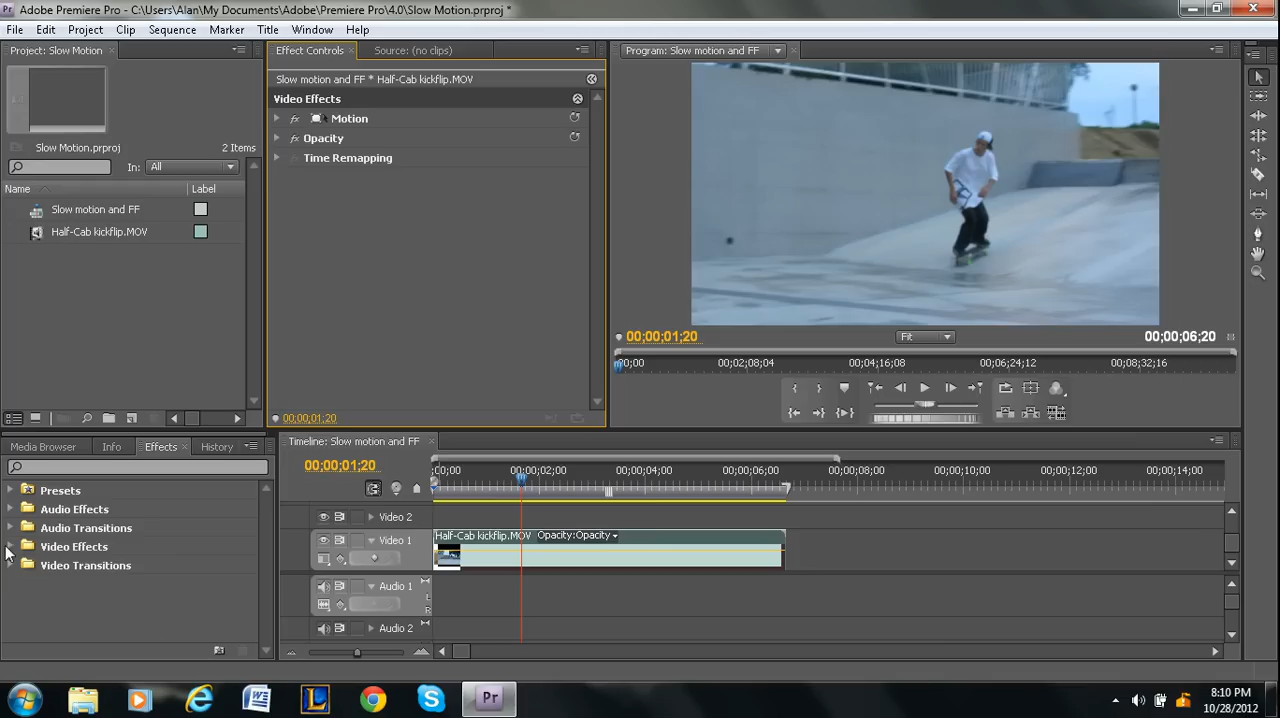 Adobe Premiere Pro - C:\Users\Alan\My Documents\Adobe\Premiere Pro\4.0\Slow Motion.prproj *
File Edit Project Clip Sequence Marker Title Window Help
Project: Slow Motion
Slow Motion.prproj 2 Items
In: All
Name Label
Slow motion and FF
Half-Cab kickflip.MOV
Effect Controls Source: (no clips)
Slow motion and FF * Half-Cab kickflip.MOV
Video Effects
fx Motion
fx Opacity
Time Remapping
00;00;01;20
Program: Slow motion and FF
00;00;01;20 Fit 00;00;06;20
00;00 00;02;08;04 00;04;16;08 00;06;24;12 00;08;32;16
Media Browser Info Effects History
Presets
Audio Effects
Audio Transitions
Video Effects
Video Transitions
Timeline: Slow motion and FF
00;00;01;20
;00;00 00;00;02;00 00;00;04;00 00;00;06;00 00;00;08;00 00;00;10;00 00;00;12;00 00;00;14;00
Video 2
Half-Cab kickflip.MOV Opacity:Opacity
Video 1
Audio 1
L
R
Audio 2
Pr
8:10 PM
10/28/2012